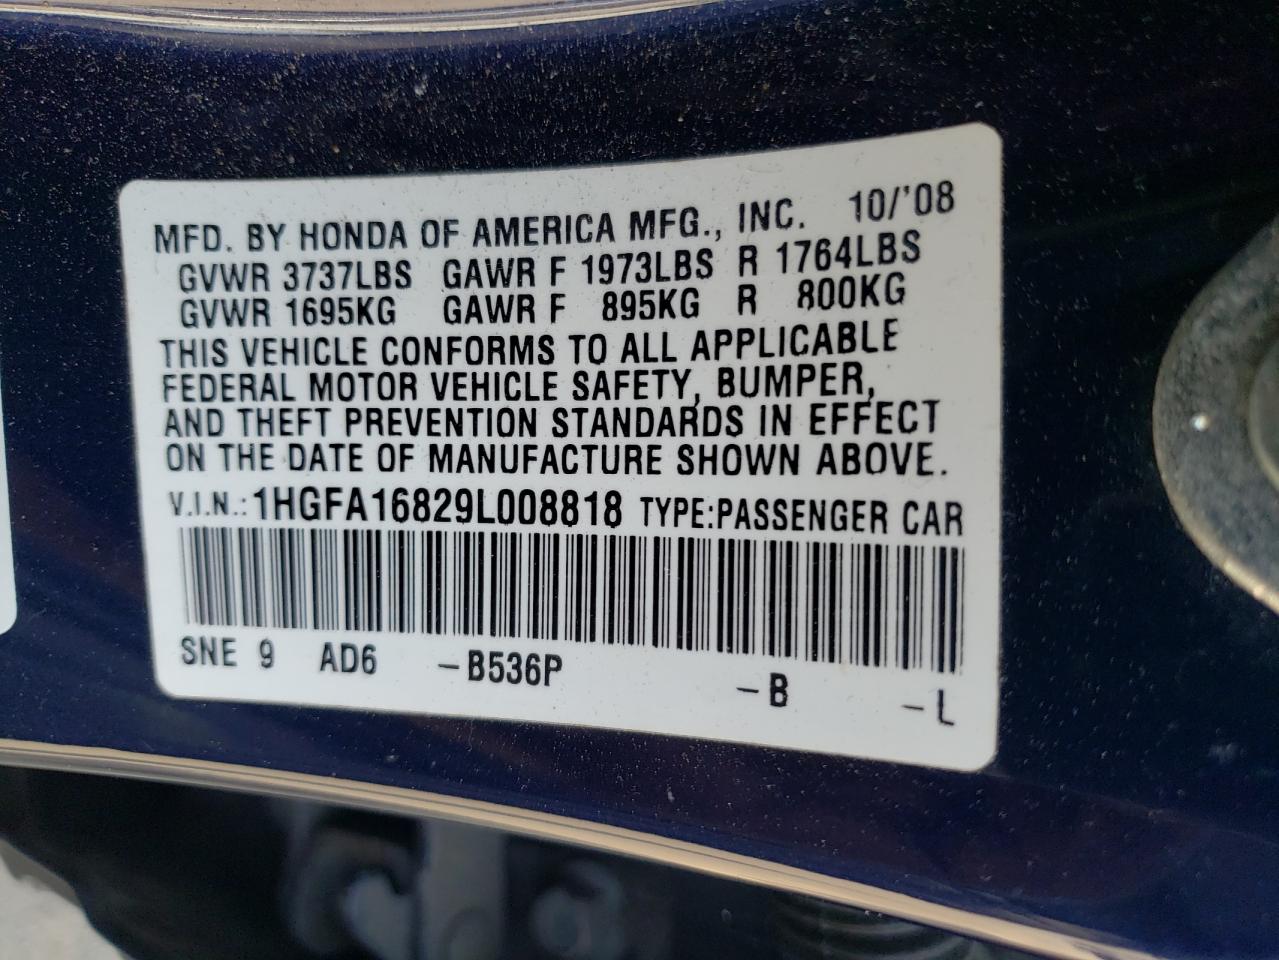 MFD. BY HONDA OF AMERICA MFG., INC. 10/'08
GVWR 3737LBS GAWR F 1973LBS R 1764LBS
GVWR 1695KG GAWR F 895KG R 800KG
THIS VEHICLE CONFORMS TO ALL APPLICABLE
FEDERAL MOTOR VEHICLE SAFETY, BUMPER,
AND THEFT PREVENTION STANDARDS IN EFFECT
ON THE DATE OF MANUFACTURE SHOWN ABOVE.
V.I.N.: 1HGFA16829L008818 TYPE:PASSENGER CAR
SNE 9 AD6 -B536P -B -L